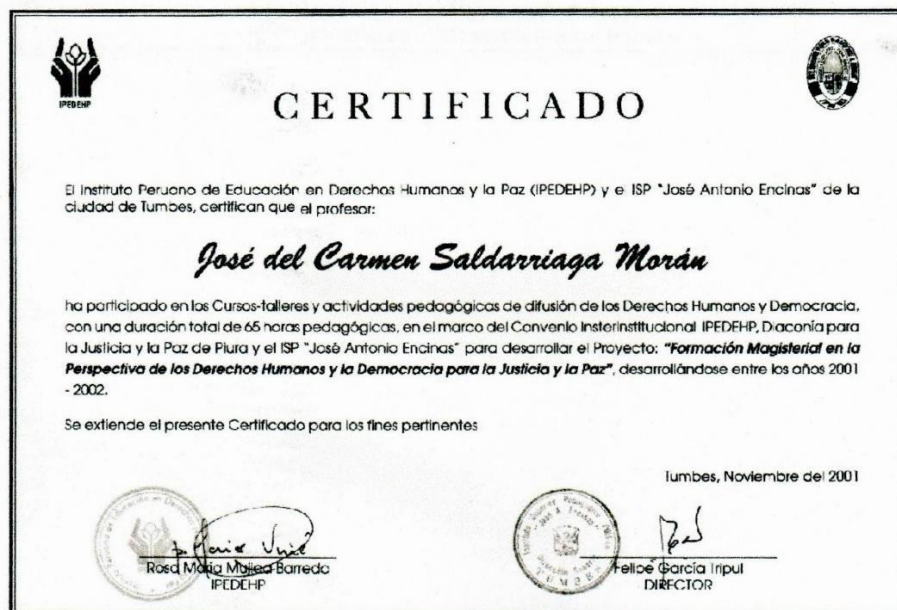 IPEDEHP
CERTIFICADO
El Instituto Peruano de Educación en Derechos Humanos y la Paz (IPEDEHP) y el ISP "José Antonio Encinas" de la
ciudad de Tumbes, certifican que el profesor:
José del Carmen Saldarriaga Morán
ha participado en los Cursos-talleres y actividades pedagógicas de difusión de los Derechos Humanos y Democracia,
con una duración total de 65 horas pedagógicas, en el marco del Convenio Insterinstitucional IPEDEHP, Diaconía para
la Justicia y la Paz de Piura y el ISP "José Antonio Encinas" para desarrollar el Proyecto: "Formación Magisterial en la
Perspectiva de los Derechos Humanos y la Democracia para la Justicia y la Paz", desarrollándose entre los años 2001
- 2002.
Se extiende el presente Certificado para los fines pertinentes
Tumbes, Noviembre del 2001
Rosa María Mujica Barreda
IPEDEHP
TUMBES
Felipe García Iripul
DIRECTOR